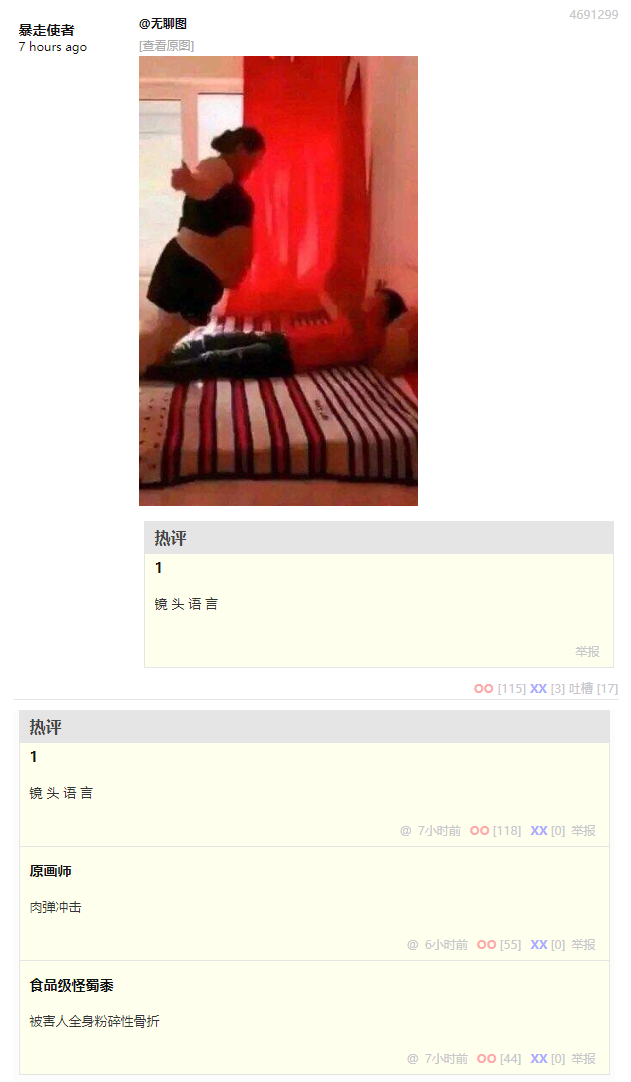 4691299
暴走使者
7 hours ago
@无聊图
[查看原图]
热评
1
镜 头 语 言
举报
OO [115] XX [3] 吐槽 [17]
热评
1
镜 头 语 言
@ 7小时前 OO [118] XX [0] 举报
原画师
肉弹冲击
@ 6小时前 OO [55] XX [0] 举报
食品级怪蜀黍
被害人全身粉碎性骨折
@ 7小时前 OO [44] XX [0] 举报